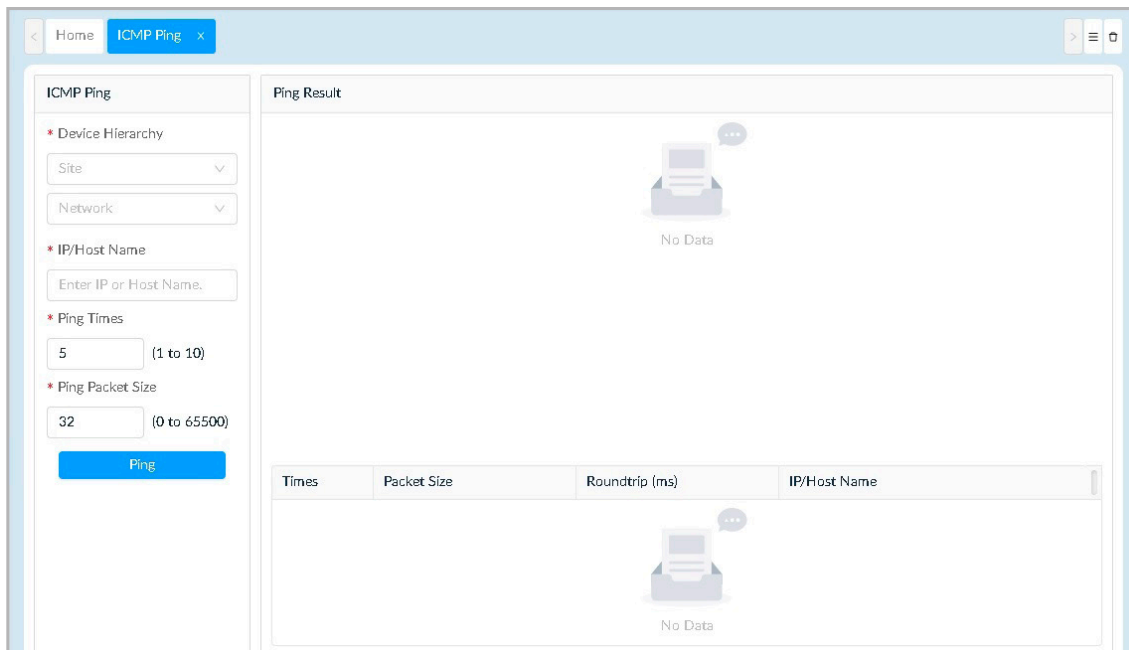 Home
ICMP Ping x
ICMP Ping
* Device Hierarchy
Site
Network
* IP/Host Name
Enter IP or Host Name.
* Ping Times
5 (1 to 10)
* Ping Packet Size
32 (0 to 65500)
Ping
Ping Result
No Data
Times Packet Size Roundtrip (ms) IP/Host Name
No Data